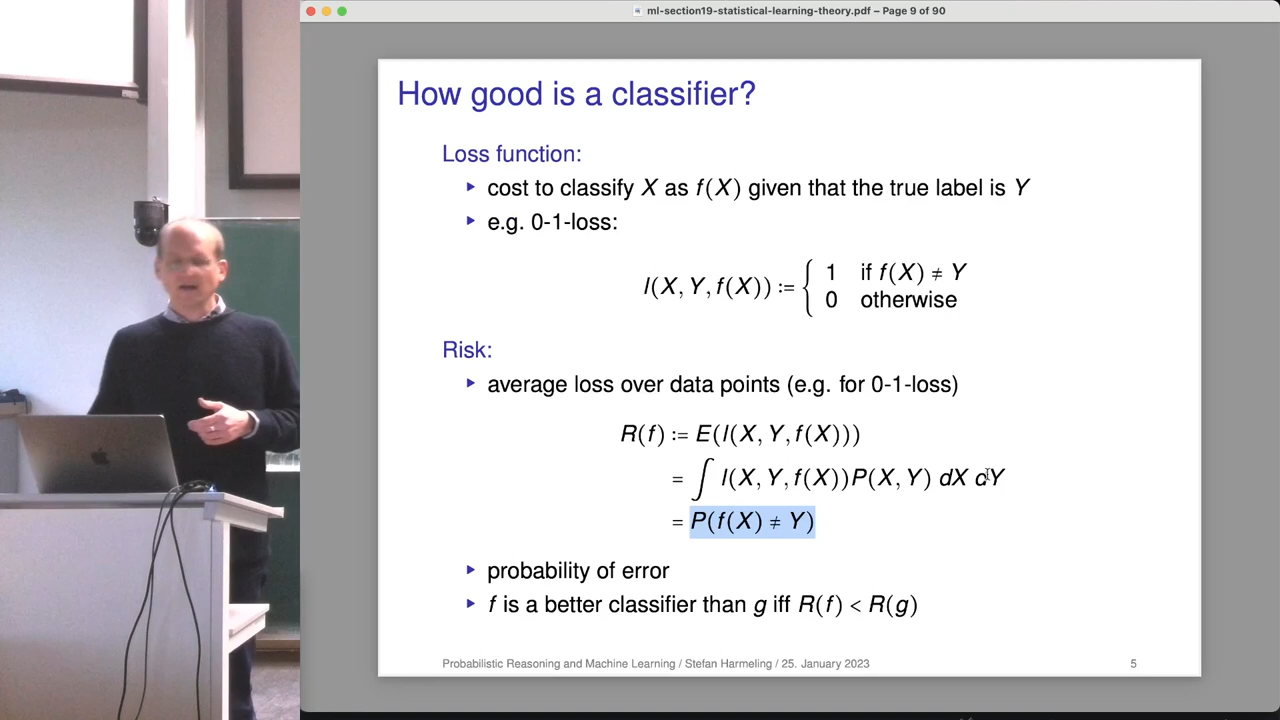 ml-section19-statistical-learning-theory.pdf – Page 9 of 90
How good is a classifier?
Loss function:
▸ cost to classify X as f(X) given that the true label is Y
▸ e.g. 0-1-loss:
l(X, Y, f(X)) := { 1 if f(X) ≠ Y
0 otherwise
Risk:
▸ average loss over data points (e.g. for 0-1-loss)
R(f) := E(l(X, Y, f(X)))
= ∫ l(X, Y, f(X))P(X, Y) dX dY
= P(f(X) ≠ Y)
▸ probability of error
▸ f is a better classifier than g iff R(f) < R(g)
Probabilistic Reasoning and Machine Learning / Stefan Harmeling / 25. January 2023 5